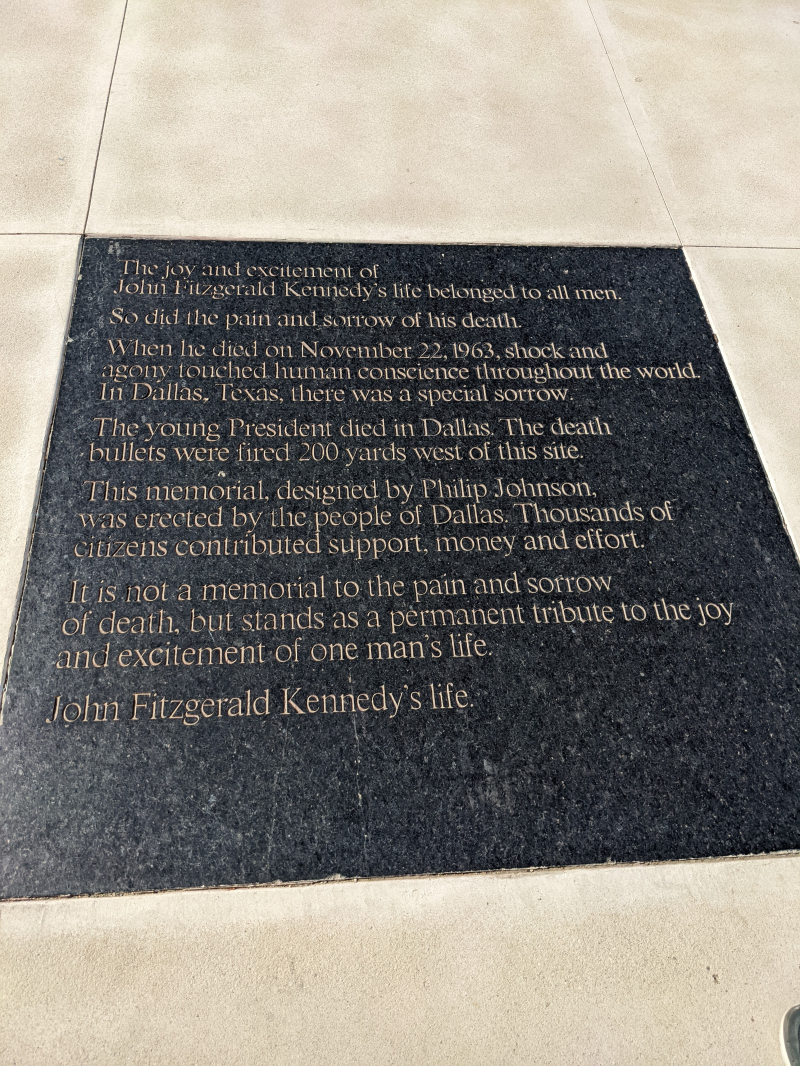 The joy and excitement of
John Fitzgerald Kennedy's life belonged to all men.
So did the pain and sorrow of his death.
When he died on November 22, 1963, shock and
agony touched human conscience throughout the world.
In Dallas, Texas, there was a special sorrow.
The young President died in Dallas. The death
bullets were fired 200 yards west of this site.
This memorial, designed by Philip Johnson,
was erected by the people of Dallas. Thousands of
citizens contributed support, money and effort.
It is not a memorial to the pain and sorrow
of death, but stands as a permanent tribute to the joy
and excitement of one man's life.
John Fitzgerald Kennedy's life.